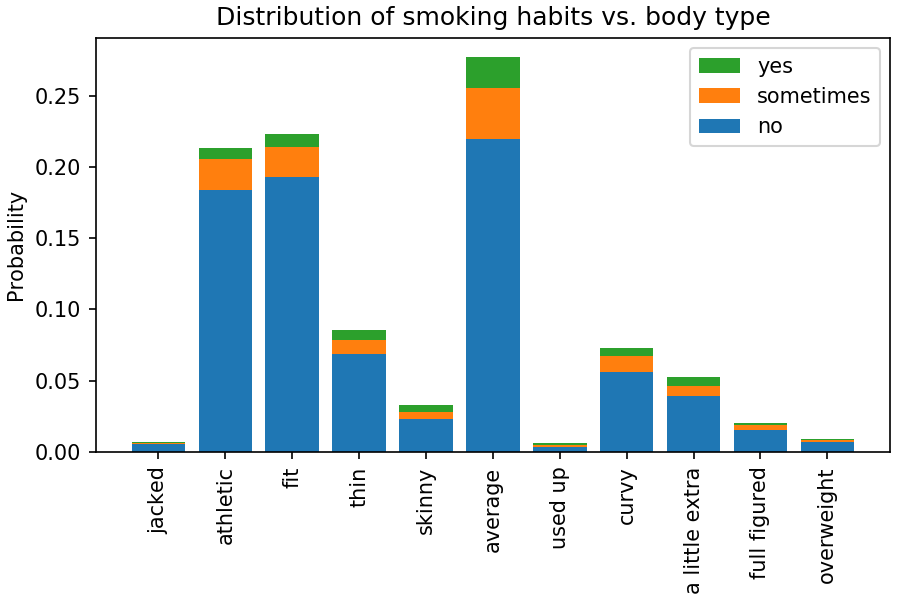 Distribution of smoking habits vs. body type
yes
sometimes
no
Probability
0.25
0.20
0.15
0.10
0.05
0.00
jacked
athletic
fit
thin
skinny
average
used up
curvy
a little extra
full figured
overweight